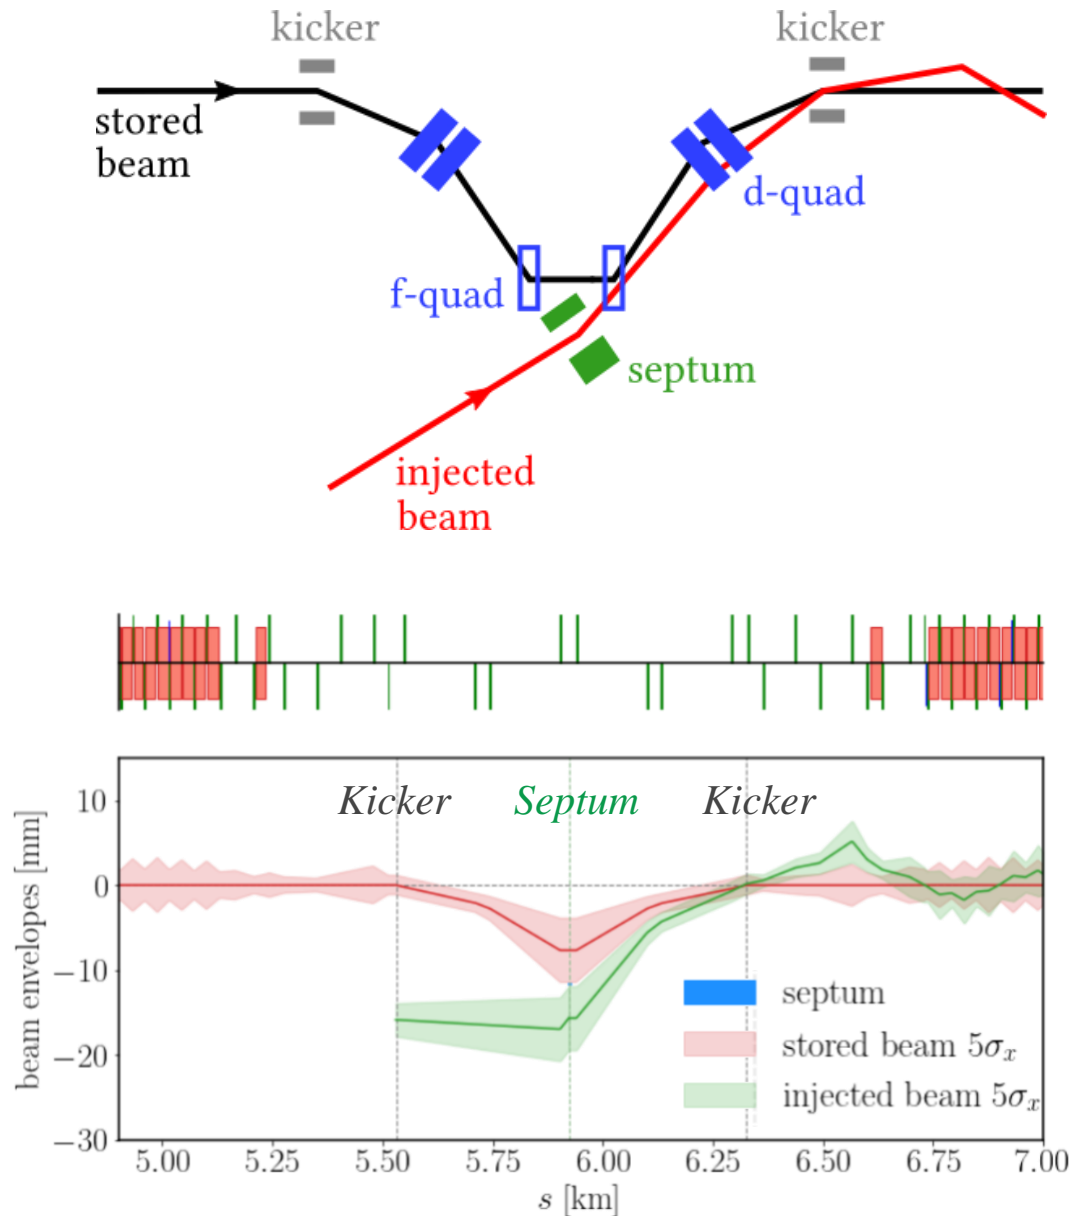 kicker
kicker
stored
beam
d-quad
f-quad
septum
injected
beam
Kicker
Septum
Kicker
10
0
−10
−20
−30
beam envelopes [mm]
septum
stored beam 5σx
injected beam 5σx
5.00 5.25 5.50 5.75 6.00 6.25 6.50 6.75 7.00
s [km]